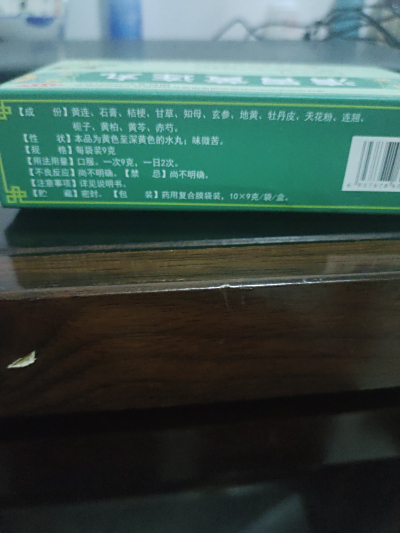 清胃黄连丸
【成 份】黄连、石膏、桔梗、甘草、知母、玄参、地黄、牡丹皮、天花粉、连翘、
栀子、黄柏、黄芩、赤芍。
【性 状】本品为黄色至深黄色的水丸；味微苦。
【规 格】每袋装9克
【用法用量】口服。一次9克，一日2次。
【不良反应】尚不明确。【禁 忌】尚不明确。
【注意事项】详见说明书。
【贮 藏】密封。【包 装】药用复合膜袋装，10×9克/袋/盒。